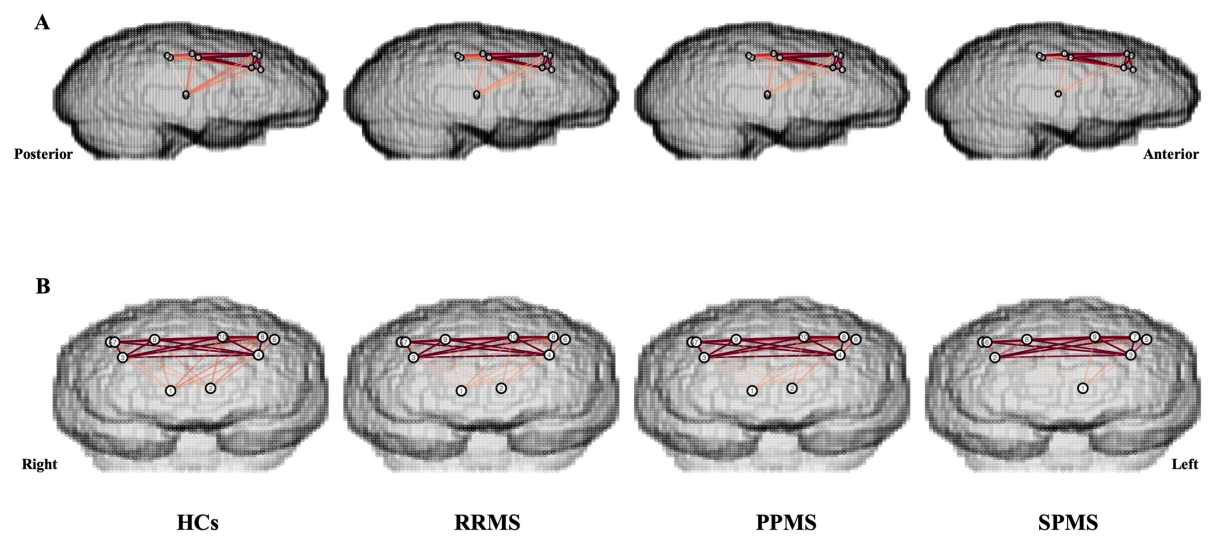 A
Posterior
Anterior
B
Right
Left
HCs
RRMS
PPMS
SPMS